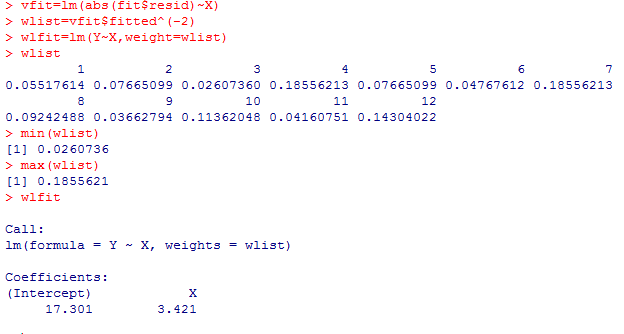 > vfit=lm(abs(fit$resid)~X)
> wlist=vfit$fitted^(-2)
> wlfit=lm(Y~X,weight=wlist)
> wlist
1 2 3 4 5 6 7
0.05517614 0.07665099 0.02607360 0.18556213 0.07665099 0.04767612 0.18556213
8 9 10 11 12
0.09242488 0.03662794 0.11362048 0.04160751 0.14304022
> min(wlist)
[1] 0.0260736
> max(wlist)
[1] 0.1855621
> wlfit
Call:
lm(formula = Y ~ X, weights = wlist)
Coefficients:
(Intercept) X
17.301 3.421